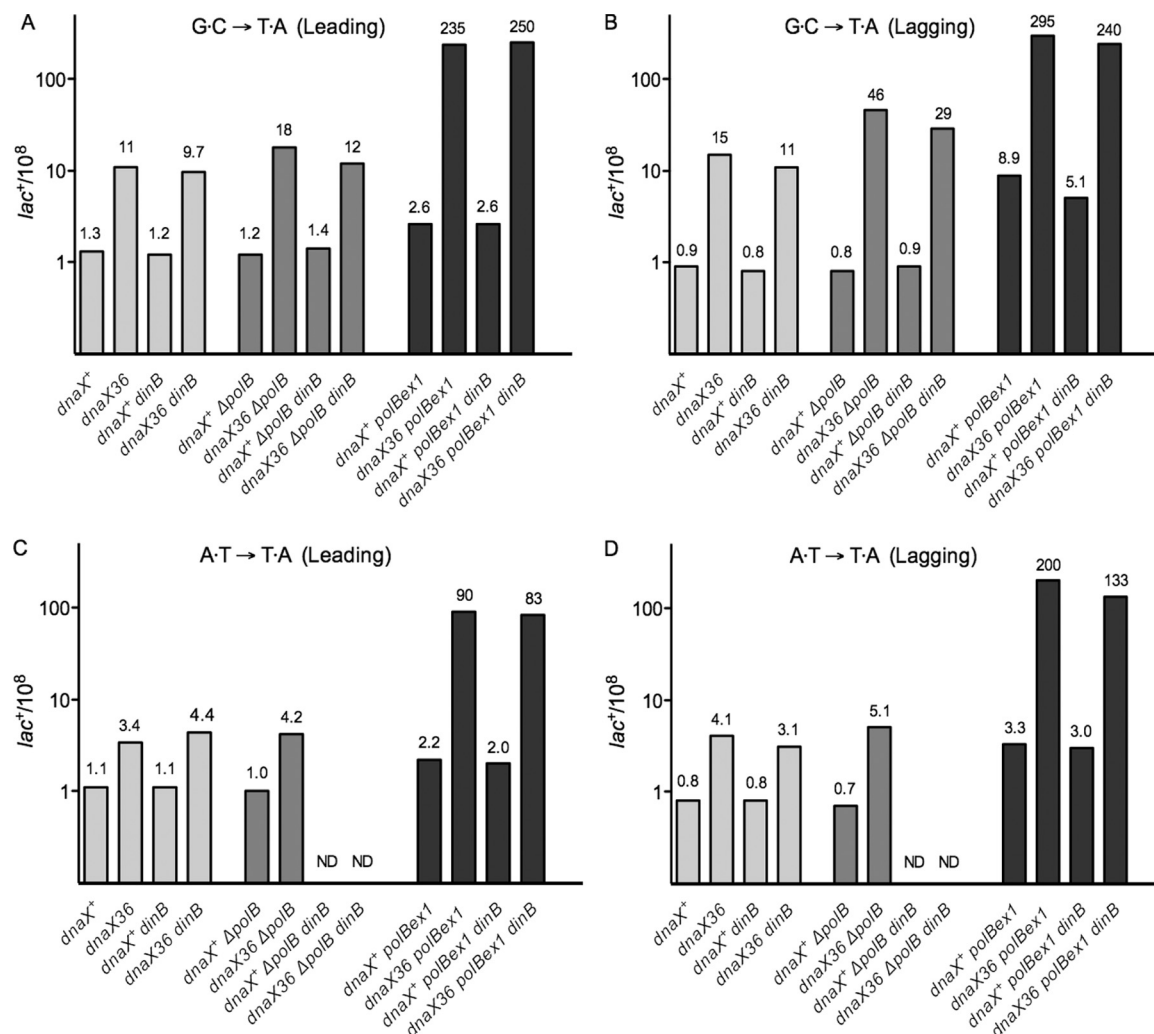 A
G·C → T·A (Leading)
lac⁺/10⁸
100
10
1
1.3
11
1.2
9.7
1.2
18
1.4
12
2.6
235
2.6
250
dnaX⁺
dnaX36
dnaX⁺ dinB
dnaX36 dinB
dnaX⁺ ΔpolB
dnaX36 ΔpolB
dnaX⁺ ΔpolB dinB
dnaX36 ΔpolB dinB
dnaX⁺ polBex1
dnaX36 polBex1
dnaX⁺ polBex1 dinB
dnaX36 polBex1 dinB
B
G·C → T·A (Lagging)
lac⁺/10⁸
100
10
1
0.9
15
0.8
11
0.8
46
0.9
29
8.9
295
5.1
240
dnaX⁺
dnaX36
dnaX⁺ dinB
dnaX36 dinB
dnaX⁺ ΔpolB
dnaX36 ΔpolB
dnaX⁺ ΔpolB dinB
dnaX36 ΔpolB dinB
dnaX⁺ polBex1
dnaX36 polBex1
dnaX⁺ polBex1 dinB
dnaX36 polBex1 dinB
C
A·T → T·A (Leading)
lac⁺/10⁸
100
10
1
1.1
3.4
1.1
4.4
1.0
4.2
ND
ND
2.2
90
2.0
83
dnaX⁺
dnaX36
dnaX⁺ dinB
dnaX36 dinB
dnaX⁺ ΔpolB
dnaX36 ΔpolB
dnaX⁺ ΔpolB dinB
dnaX36 ΔpolB dinB
dnaX⁺ polBex1
dnaX36 polBex1
dnaX⁺ polBex1 dinB
dnaX36 polBex1 dinB
D
A·T → T·A (Lagging)
lac⁺/10⁸
100
10
1
0.8
4.1
0.8
3.1
0.7
5.1
ND
ND
3.3
200
3.0
133
dnaX⁺
dnaX36
dnaX⁺ dinB
dnaX36 dinB
dnaX⁺ ΔpolB
dnaX36 ΔpolB
dnaX⁺ ΔpolB dinB
dnaX36 ΔpolB dinB
dnaX⁺ polBex1
dnaX36 polBex1
dnaX⁺ polBex1 dinB
dnaX36 polBex1 dinB